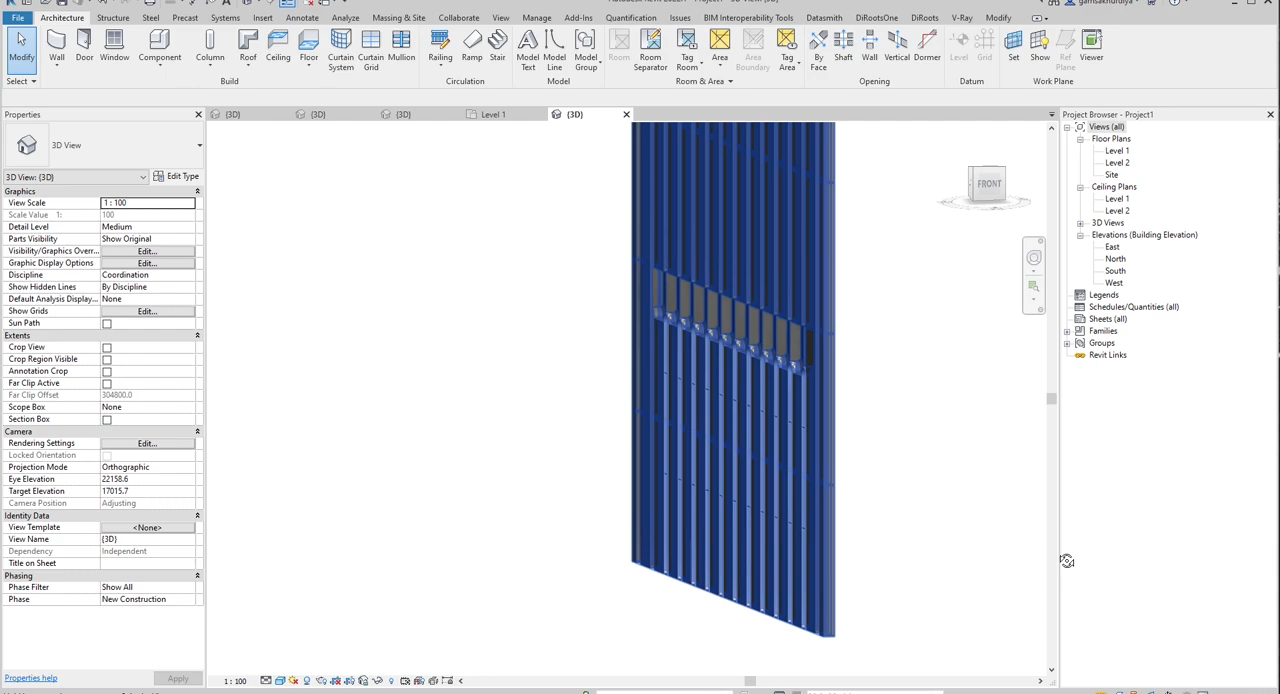 gamsakhurdiya
File Architecture Structure Steel Precast Systems Insert Annotate Analyze Massing & Site Collaborate View Manage Add-Ins Quantification Issues BIM Interoperability Tools Datasmith DiRootsOne DiRoots V-Ray Modify
Modify Wall Door Window Component Column Roof Ceiling Floor Curtain System Curtain Grid Mullion Railing Ramp Stair Model Text Model Line Model Group Room Room Separator Tag Room Area Area Boundary Tag Area By Face Shaft Wall Vertical Dormer Level Grid Set Show Ref Plane Viewer
Select Build Circulation Model Room & Area Opening Datum Work Plane
Properties {3D} {3D} {3D} Level 1 {3D} Project Browser - Project1
3D View
3D View: {3D} Edit Type
Graphics
View Scale 1 : 100
Scale Value 1: 100
Detail Level Medium
Parts Visibility Show Original
Visibility/Graphics Overr... Edit...
Graphic Display Options Edit...
Discipline Coordination
Show Hidden Lines By Discipline
Default Analysis Display... None
Show Grids Edit...
Sun Path
Extents
Crop View
Crop Region Visible
Annotation Crop
Far Clip Active
Far Clip Offset 304800.0
Scope Box None
Section Box
Camera
Rendering Settings Edit...
Locked Orientation
Projection Mode Orthographic
Eye Elevation 22158.6
Target Elevation 17015.7
Camera Position Adjusting
Identity Data
View Template <None>
View Name {3D}
Dependency Independent
Title on Sheet
Phasing
Phase Filter Show All
Phase New Construction
Properties help Apply
FRONT
1 : 100
Views (all)
Floor Plans
Level 1
Level 2
Site
Ceiling Plans
Level 1
Level 2
3D Views
Elevations (Building Elevation)
East
North
South
West
Legends
Schedules/Quantities (all)
Sheets (all)
Families
Groups
Revit Links